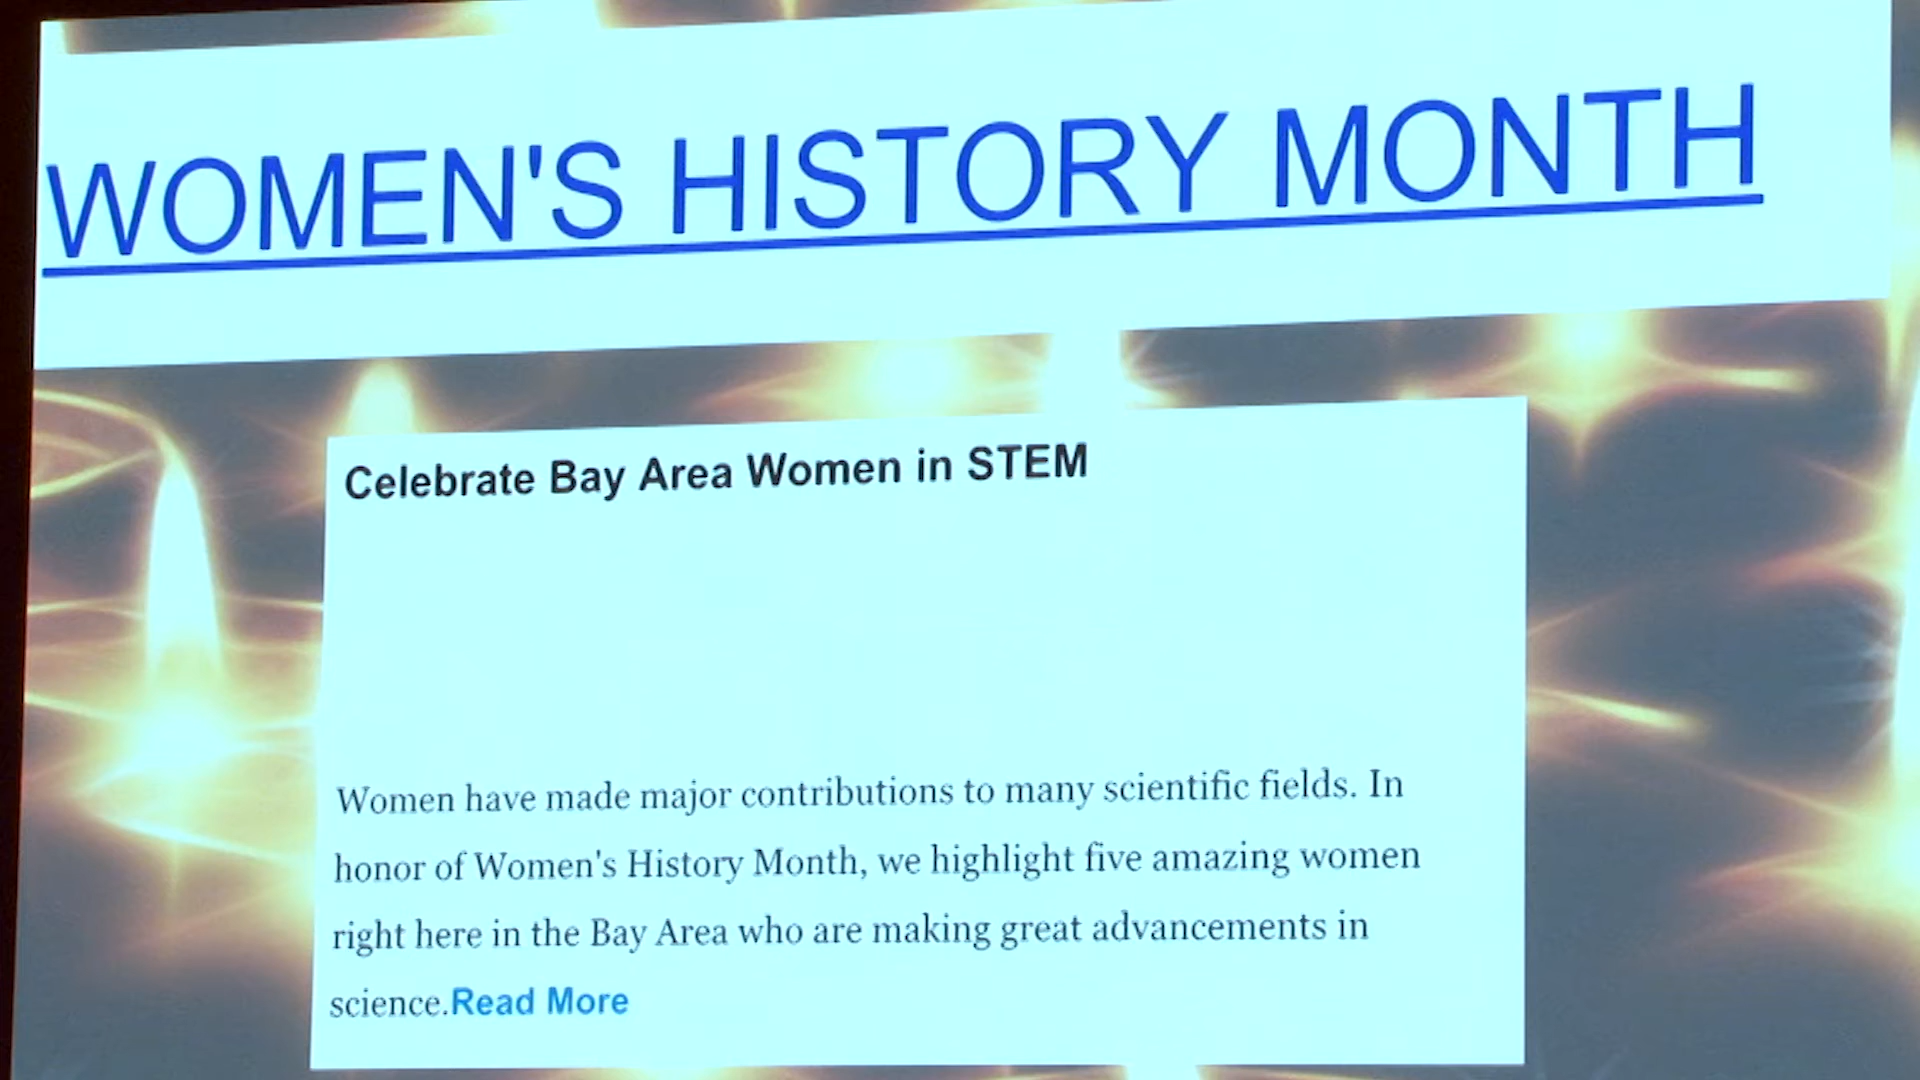 WOMEN'S HISTORY MONTH
Celebrate Bay Area Women in STEM
Women have made major contributions to many scientific fields. In
honor of Women's History Month, we highlight five amazing women
right here in the Bay Area who are making great advancements in
science.Read More